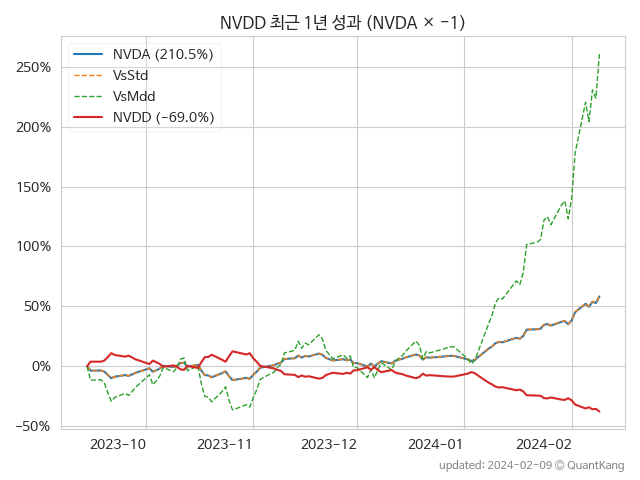 NVDD 최근 1년 성과 (NVDA × −1)
NVDA (210.5%)
VsStd
VsMdd
NVDD (−69.0%)
250%
200%
150%
100%
50%
0%
−50%
2023-10
2023-11
2023-12
2024-01
2024-02
updated: 2024-02-09 © QuantKang